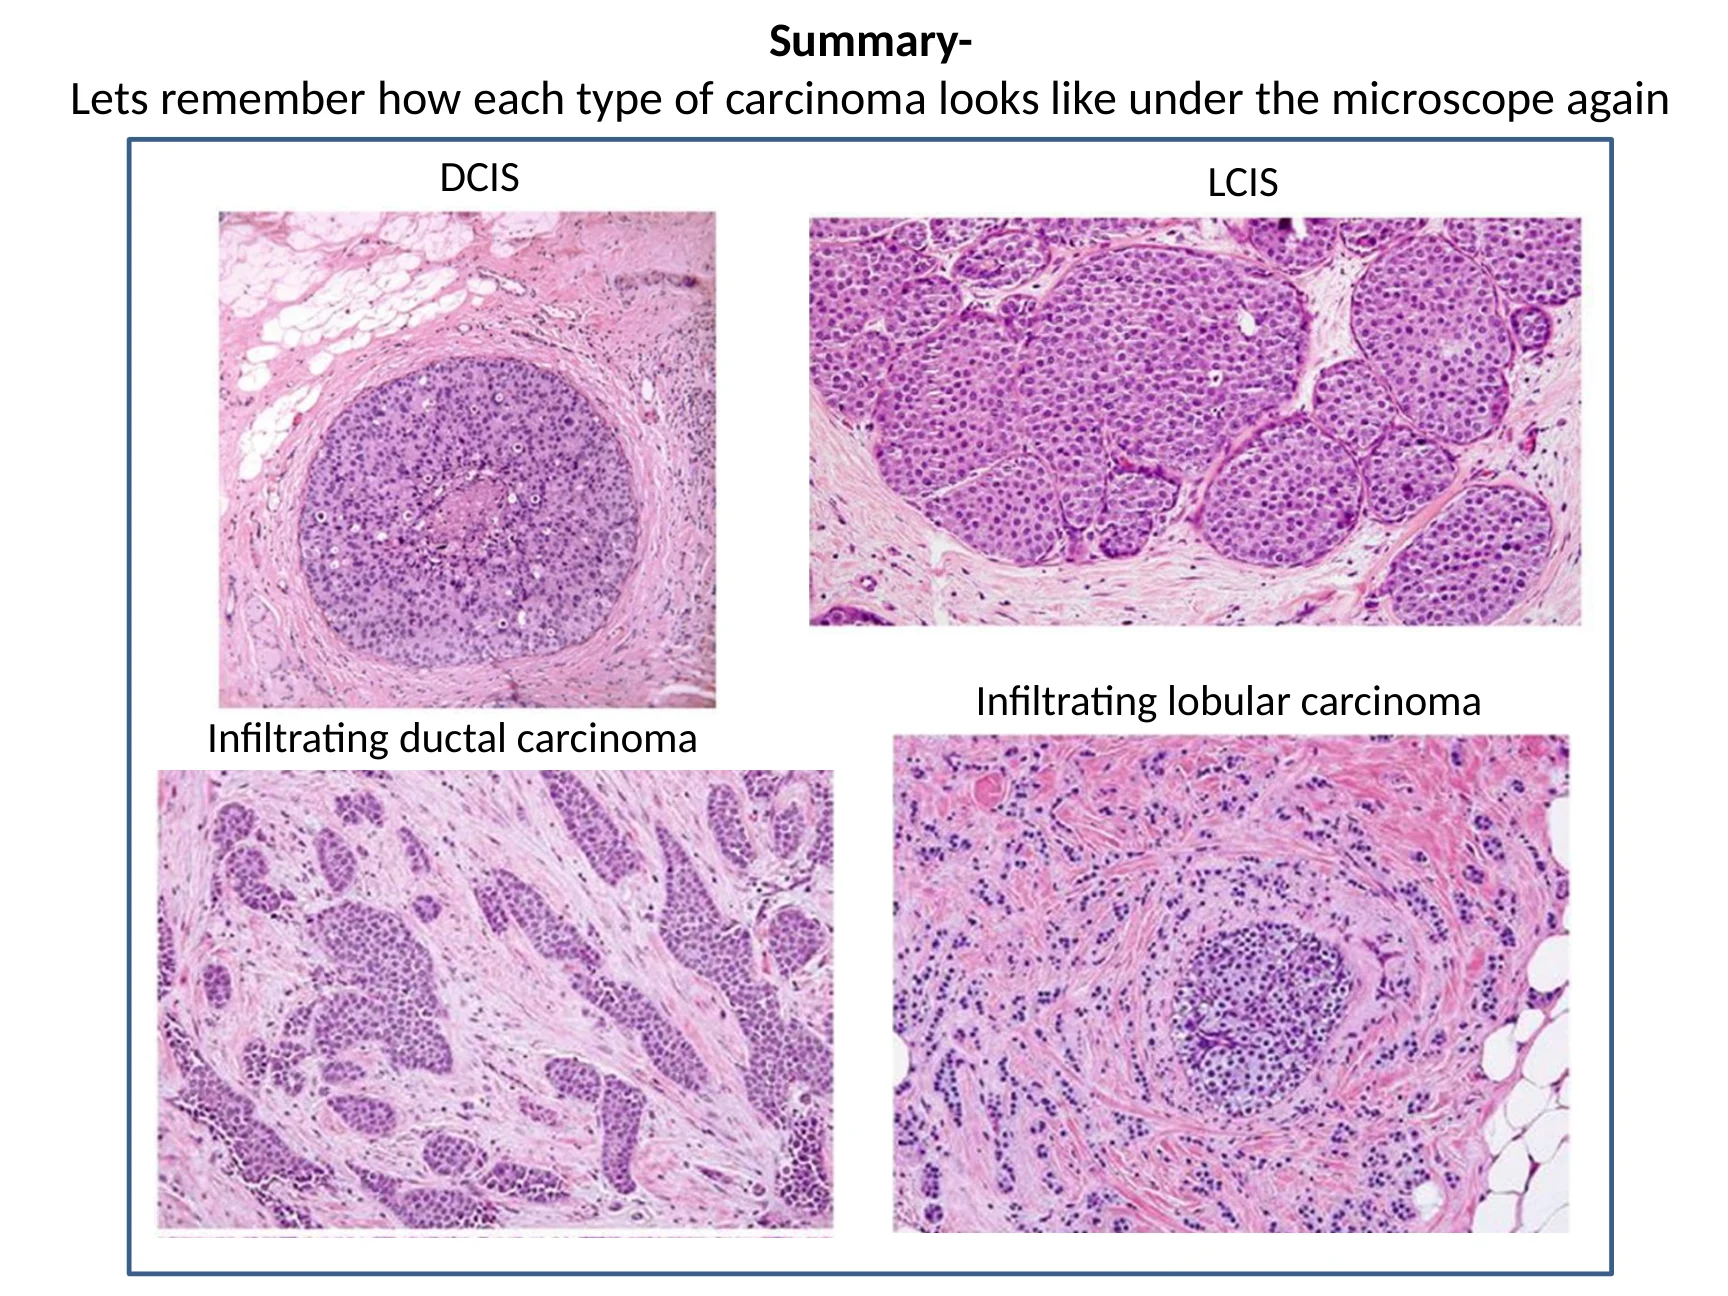 Summary-
Lets remember how each type of carcinoma looks like under the microscope again
DCIS
LCIS
Infiltrating ductal carcinoma
Infiltrating lobular carcinoma